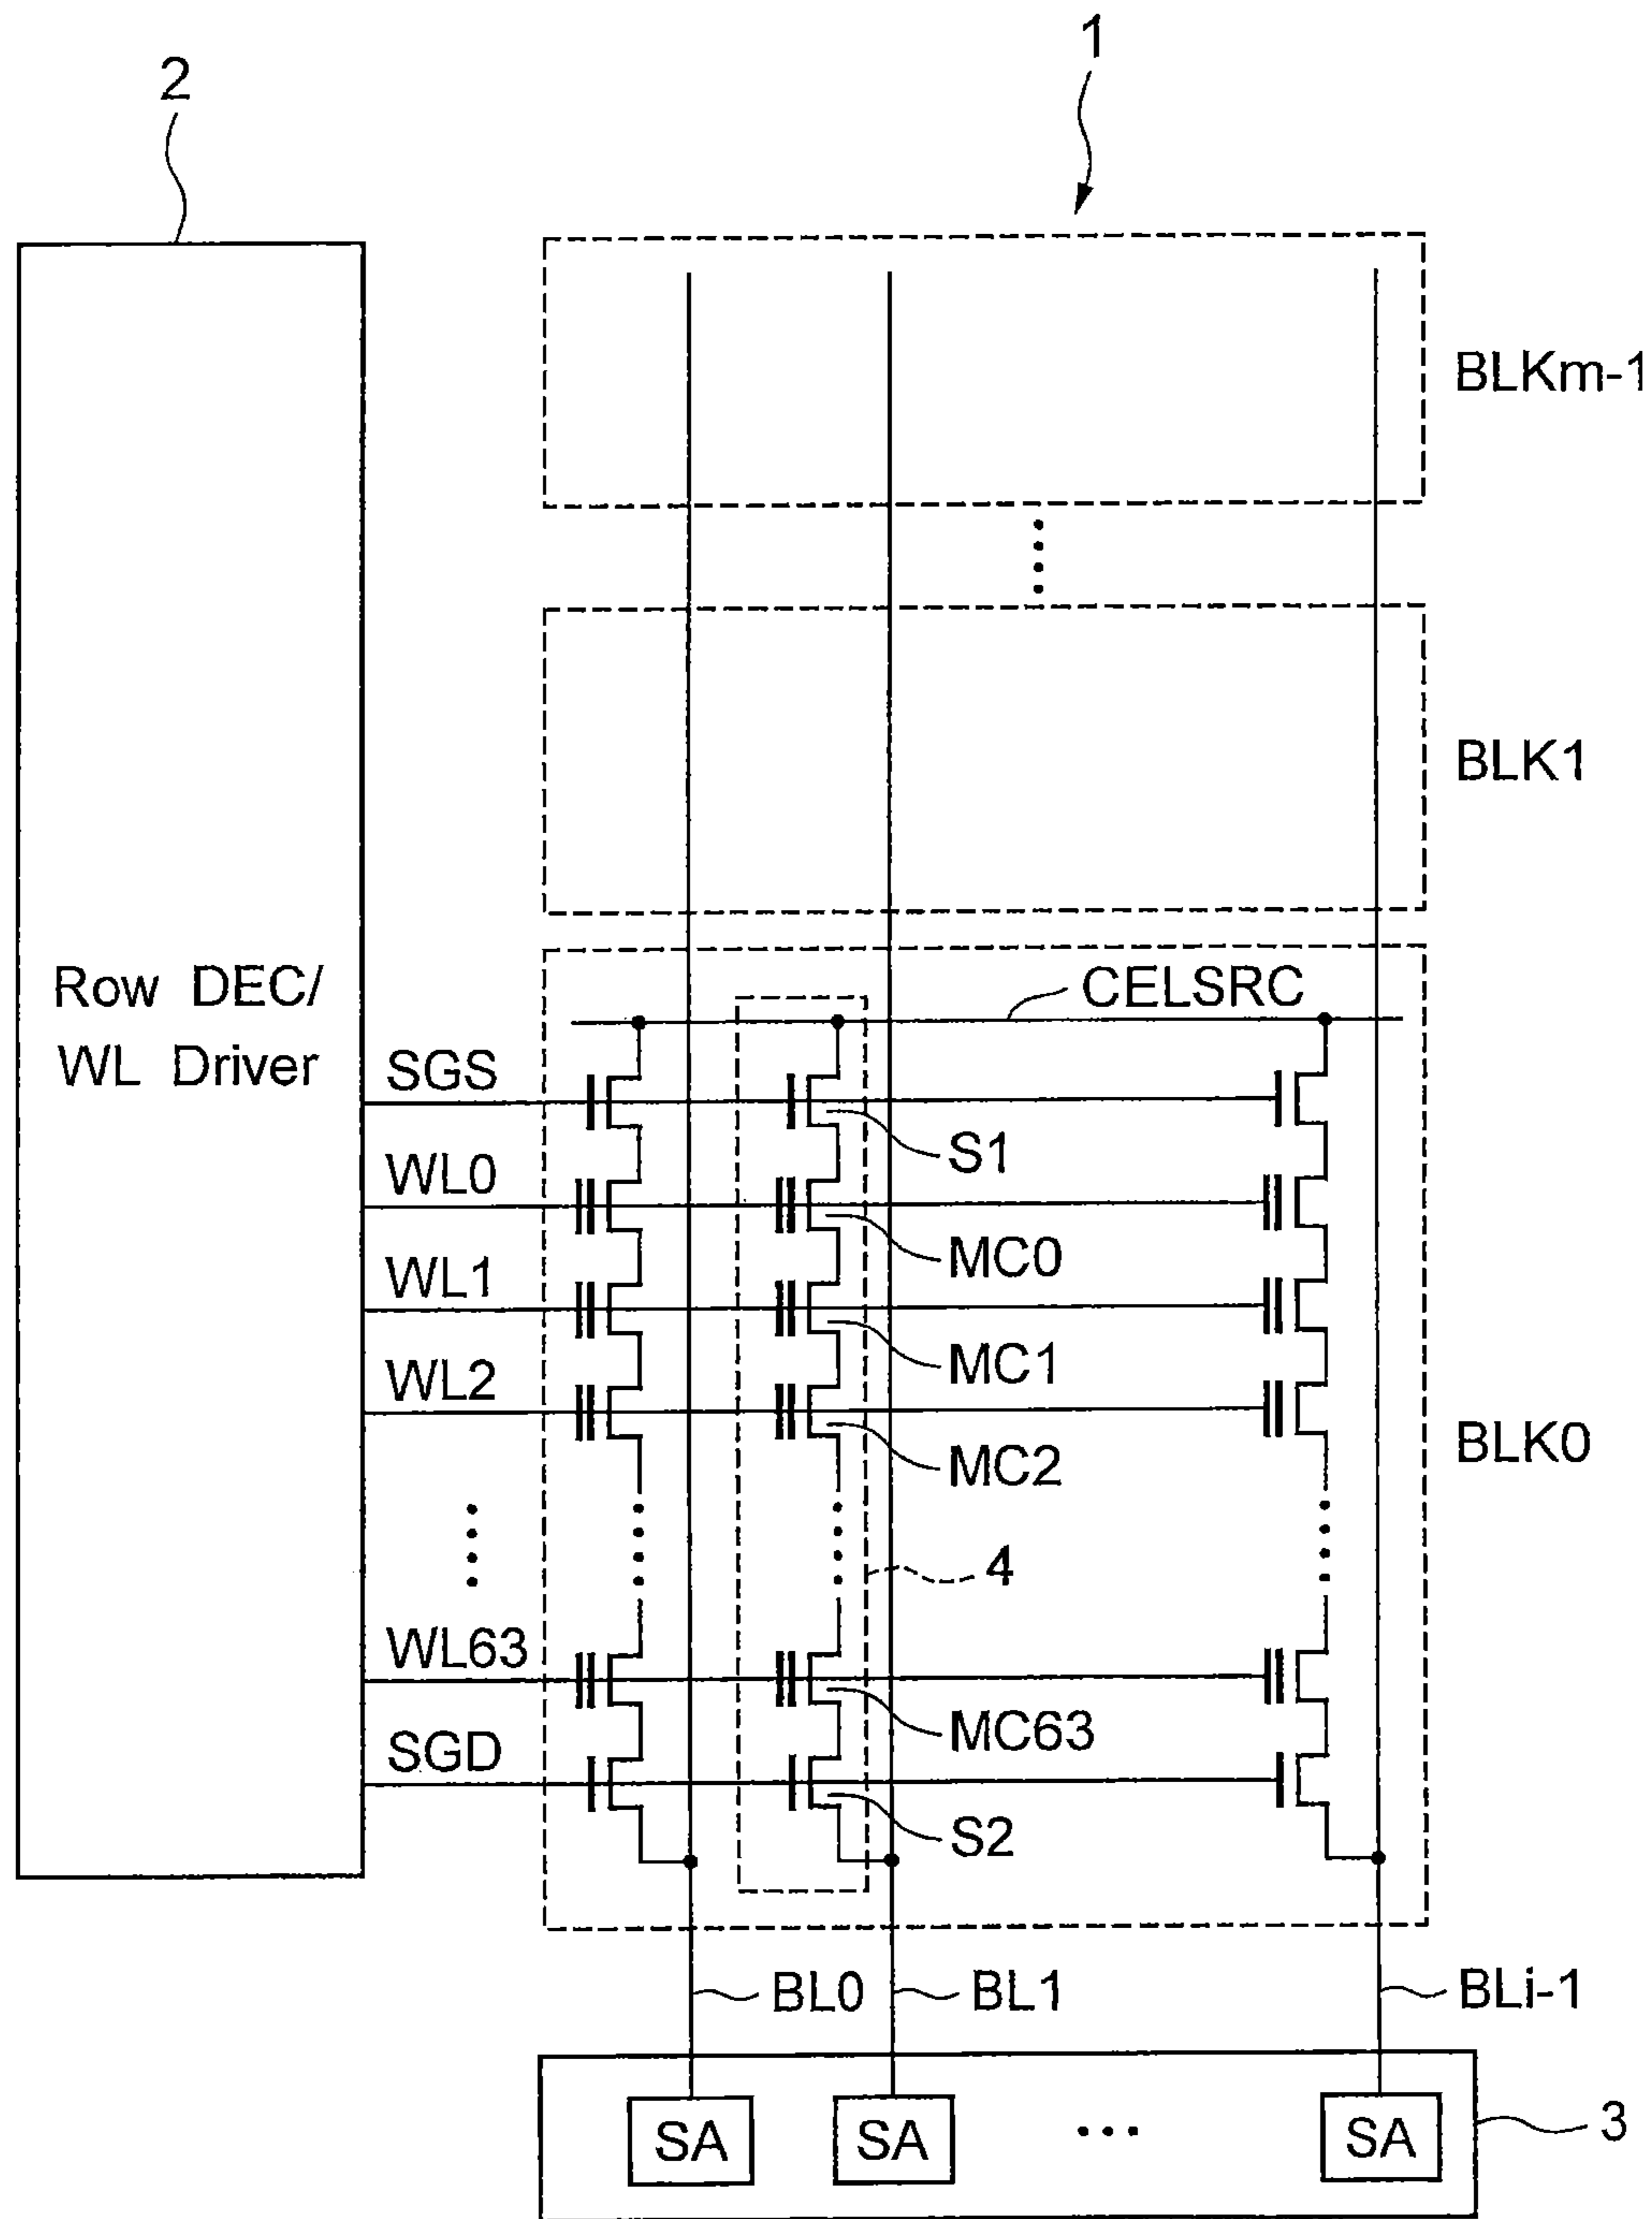 1
2
BLKm-1
BLK1
Row DEC/
WL Driver
CELSRC
SGS
S1
WL0
MC0
WL1
MC1
WL2
MC2
BLK0
4
WL63
MC63
SGD
S2
BL0
BL1
BLi-1
SA
SA
...
SA
3